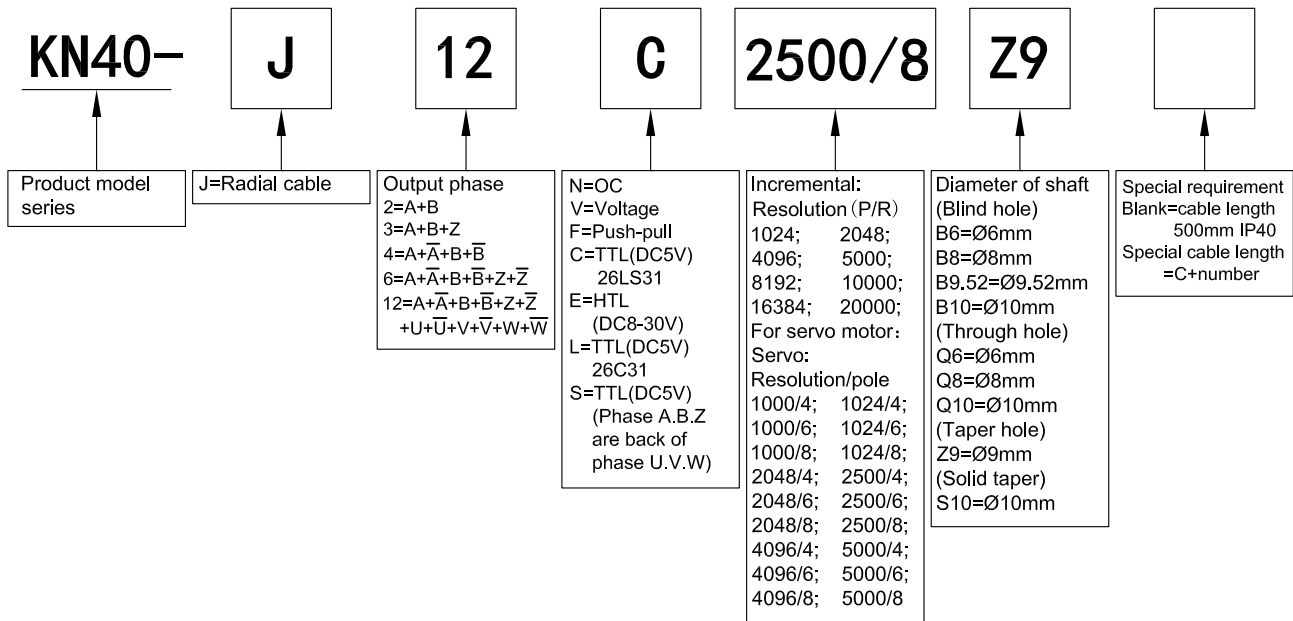 KN40- J 12 C 2500/8 Z9
Product model
series
J=Radial cable
Output phase
2=A+B
3=A+B+Z
4=A+A̅+B+B̅
6=A+A̅+B+B̅+Z+Z̅
12=A+A̅+B+B̅+Z+Z̅
+U+U̅+V+V̅+W+W̅
N=OC
V=Voltage
F=Push-pull
C=TTL(DC5V)
26LS31
E=HTL
(DC8-30V)
L=TTL(DC5V)
26C31
S=TTL(DC5V)
(Phase A.B.Z
are back of
phase U.V.W)
Incremental:
Resolution(P/R)
1024; 2048;
4096; 5000;
8192; 10000;
16384; 20000;
For servo motor:
Servo:
Resolution/pole
1000/4; 1024/4;
1000/6; 1024/6;
1000/8; 1024/8;
2048/4; 2500/4;
2048/6; 2500/6;
2048/8; 2500/8;
4096/4; 5000/4;
4096/6; 5000/6;
4096/8; 5000/8
Diameter of shaft
(Blind hole)
B6=Ø6mm
B8=Ø8mm
B9.52=Ø9.52mm
B10=Ø10mm
(Through hole)
Q6=Ø6mm
Q8=Ø8mm
Q10=Ø10mm
(Taper hole)
Z9=Ø9mm
(Solid taper)
S10=Ø10mm
Special requirement
Blank=cable length
500mm IP40
Special cable length
=C+number